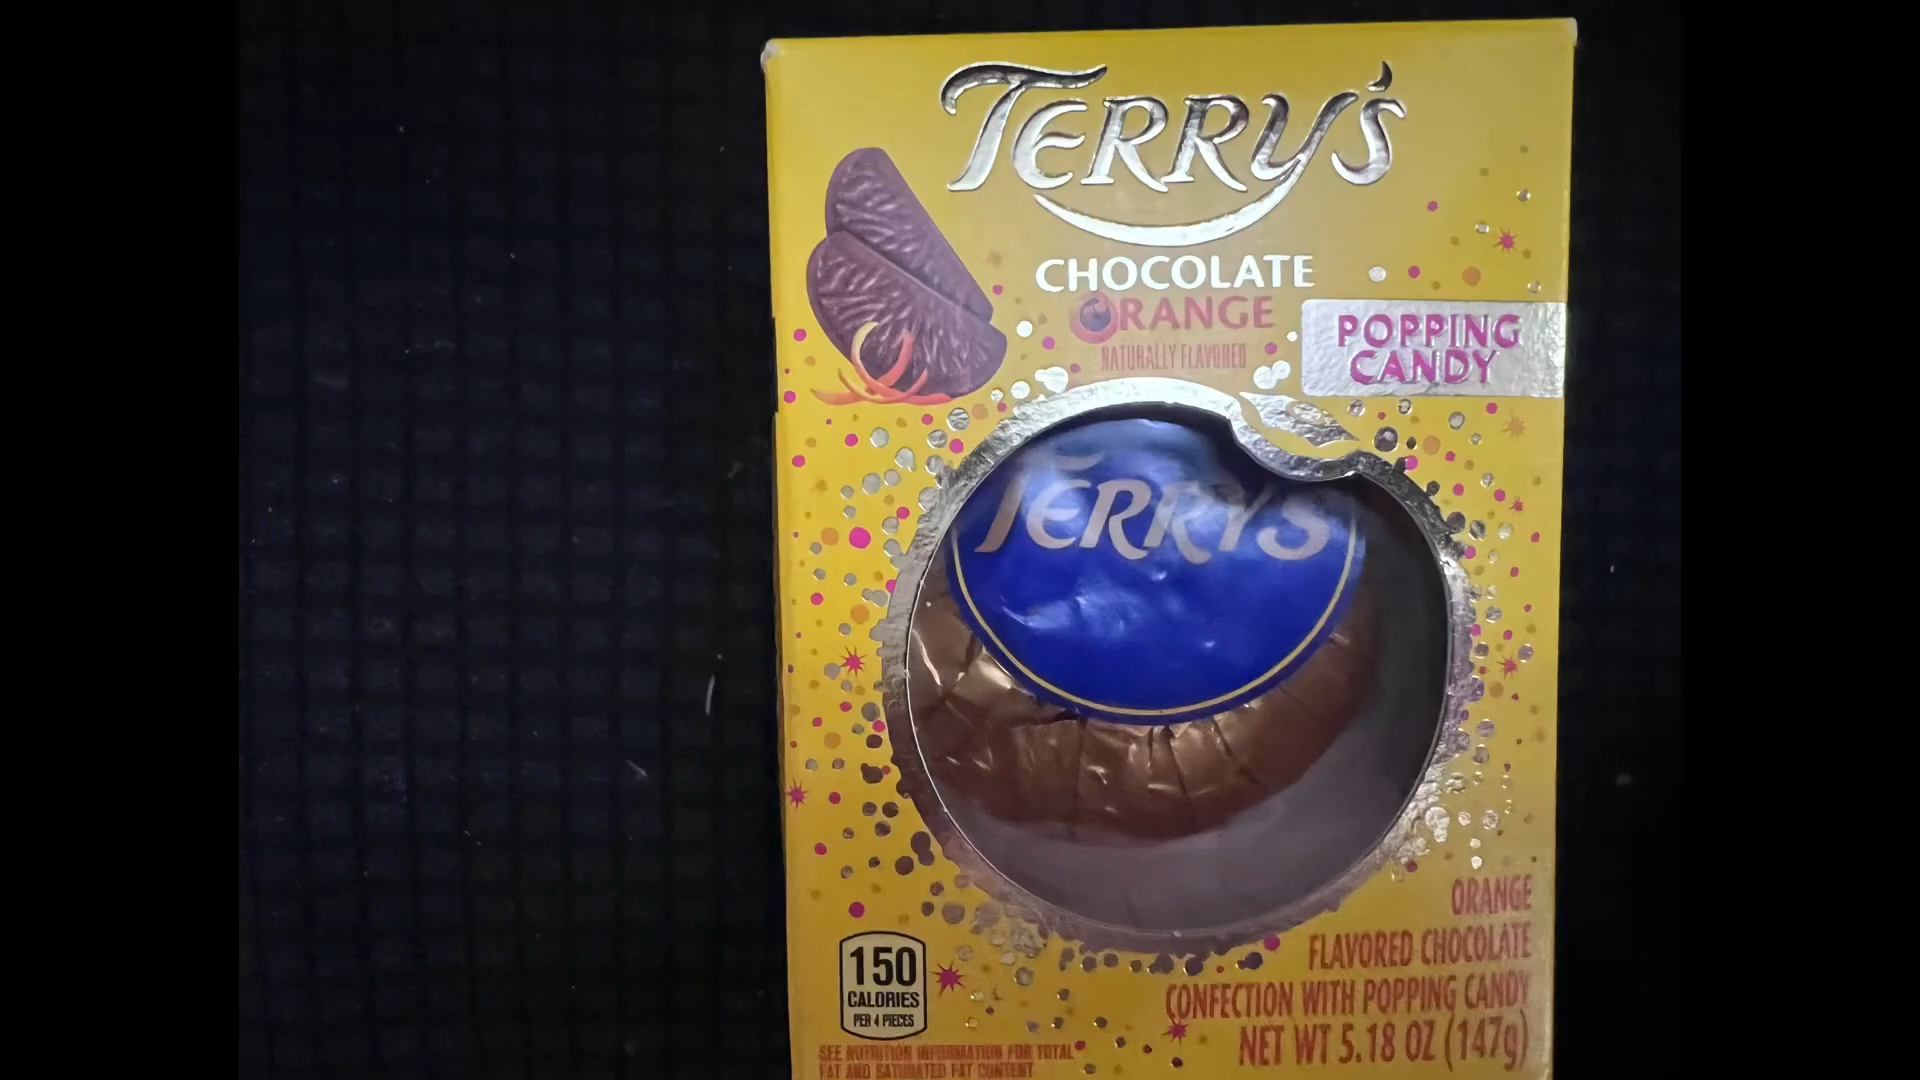 TERRY'S
CHOCOLATE
ORANGE
NATURALLY FLAVORED
POPPING
CANDY
TERRY'S
150
CALORIES
PER 4 PIECES
SEE NUTRITION INFORMATION FOR TOTAL
FAT AND SATURATED FAT CONTENT
ORANGE
FLAVORED CHOCOLATE
CONFECTION WITH POPPING CANDY
NET WT 5.18 OZ (147g)